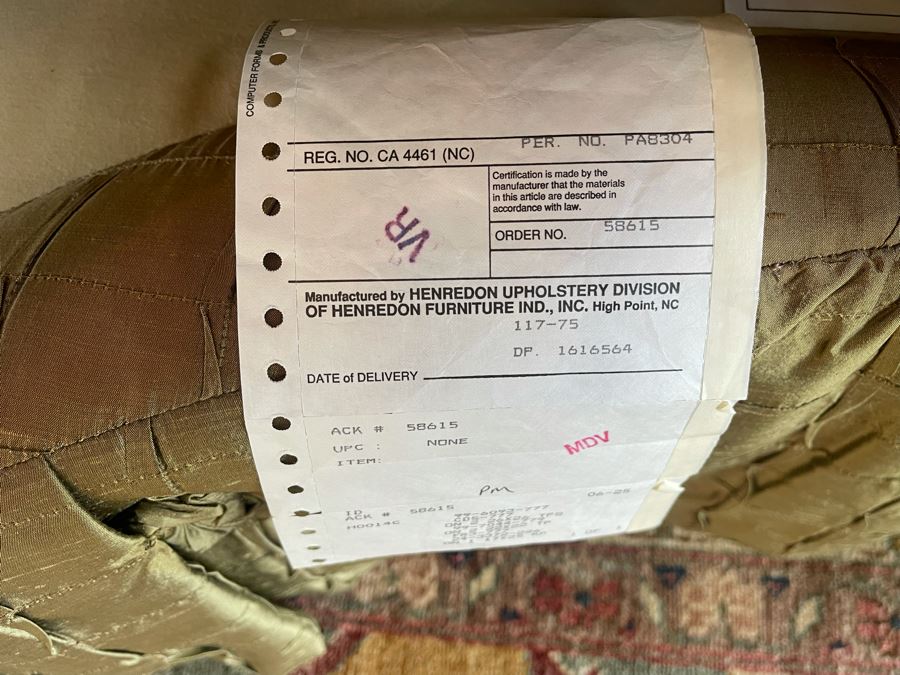 COMPUTER FORMS &
REG. NO. CA 4461 (NC) PER. NO. PA8304
Certification is made by the
manufacturer that the materials
in this article are described in
accordance with law.
VR
ORDER NO. 58615
Manufactured by HENREDON UPHOLSTERY DIVISION
OF HENREDON FURNITURE IND., INC. High Point, NC
117-75
DP. 1616564
DATE of DELIVERY
ACK # 58615
UPC : NONE
MDV
ITEM:
PM
06-25
ID
ACK # 58615